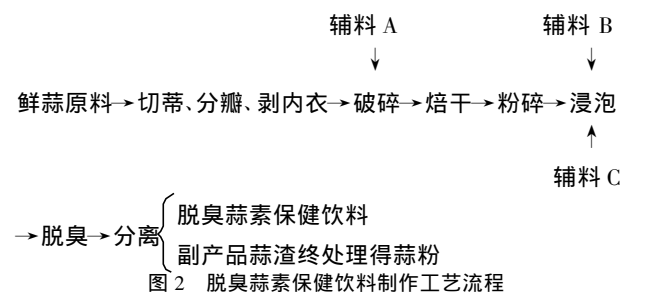 辅料 A 辅料 B
鲜蒜原料→切蒂、分瓣、剥内衣→破碎→焙干→粉碎→浸泡
辅料 C
→脱臭→分离
脱臭蒜素保健饮料
副产品蒜渣终处理得蒜粉
图 2 脱臭蒜素保健饮料制作工艺流程